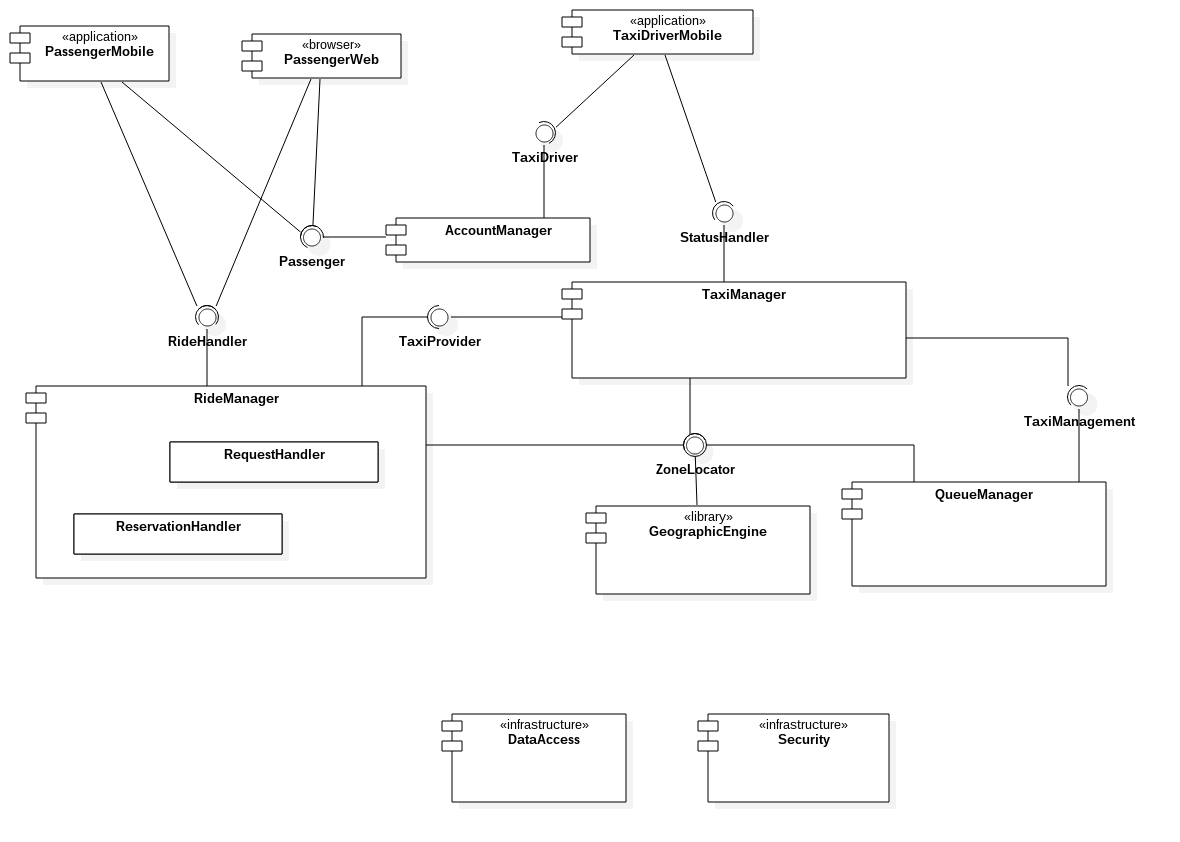 «application»
PassengerMobile
«browser»
PassengerWeb
«application»
TaxiDriverMobile
TaxiDriver
AccountManager
StatusHandler
Passenger
TaxiManager
RideHandler
TaxiProvider
RideManager
TaxiManagement
RequestHandler
ZoneLocator
QueueManager
ReservationHandler
«library»
GeographicEngine
«infrastructure»
DataAccess
«infrastructure»
Security